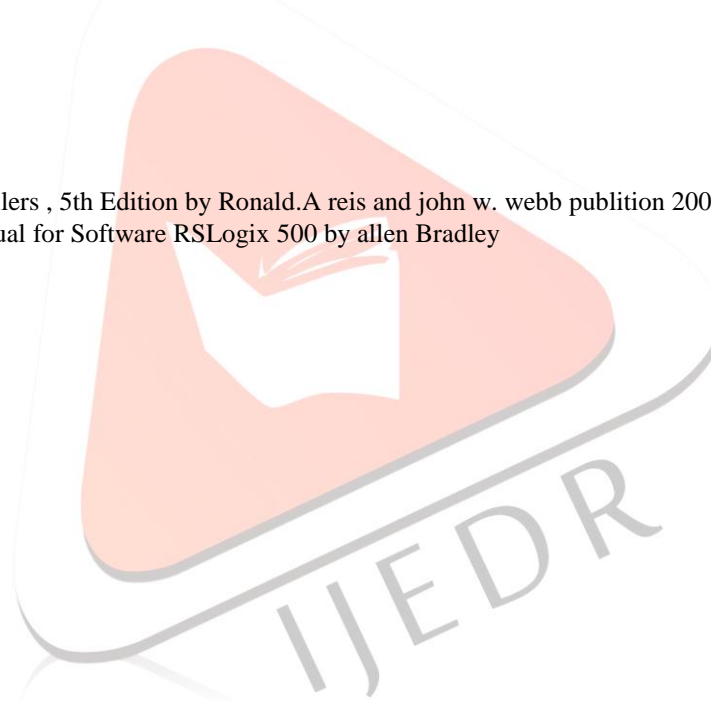 lers , 5th Edition by Ronald.A reis and john w. webb publition 200
ual for Software RSLogix 500 by allen Bradley
IJEDR